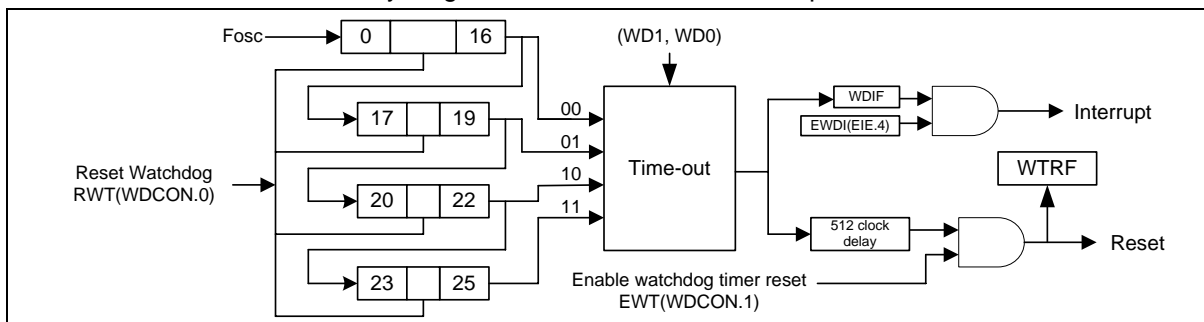 Fosc
0 16
(WD1, WD0)
17 19
00
01
10
11
Time-out
WDIF
EWDI(EIE.4)
Interrupt
Reset Watchdog
RWT(WDCON.0)
20 22
WTRF
512 clock
delay
Reset
23 25
Enable watchdog timer reset
EWT(WDCON.1)